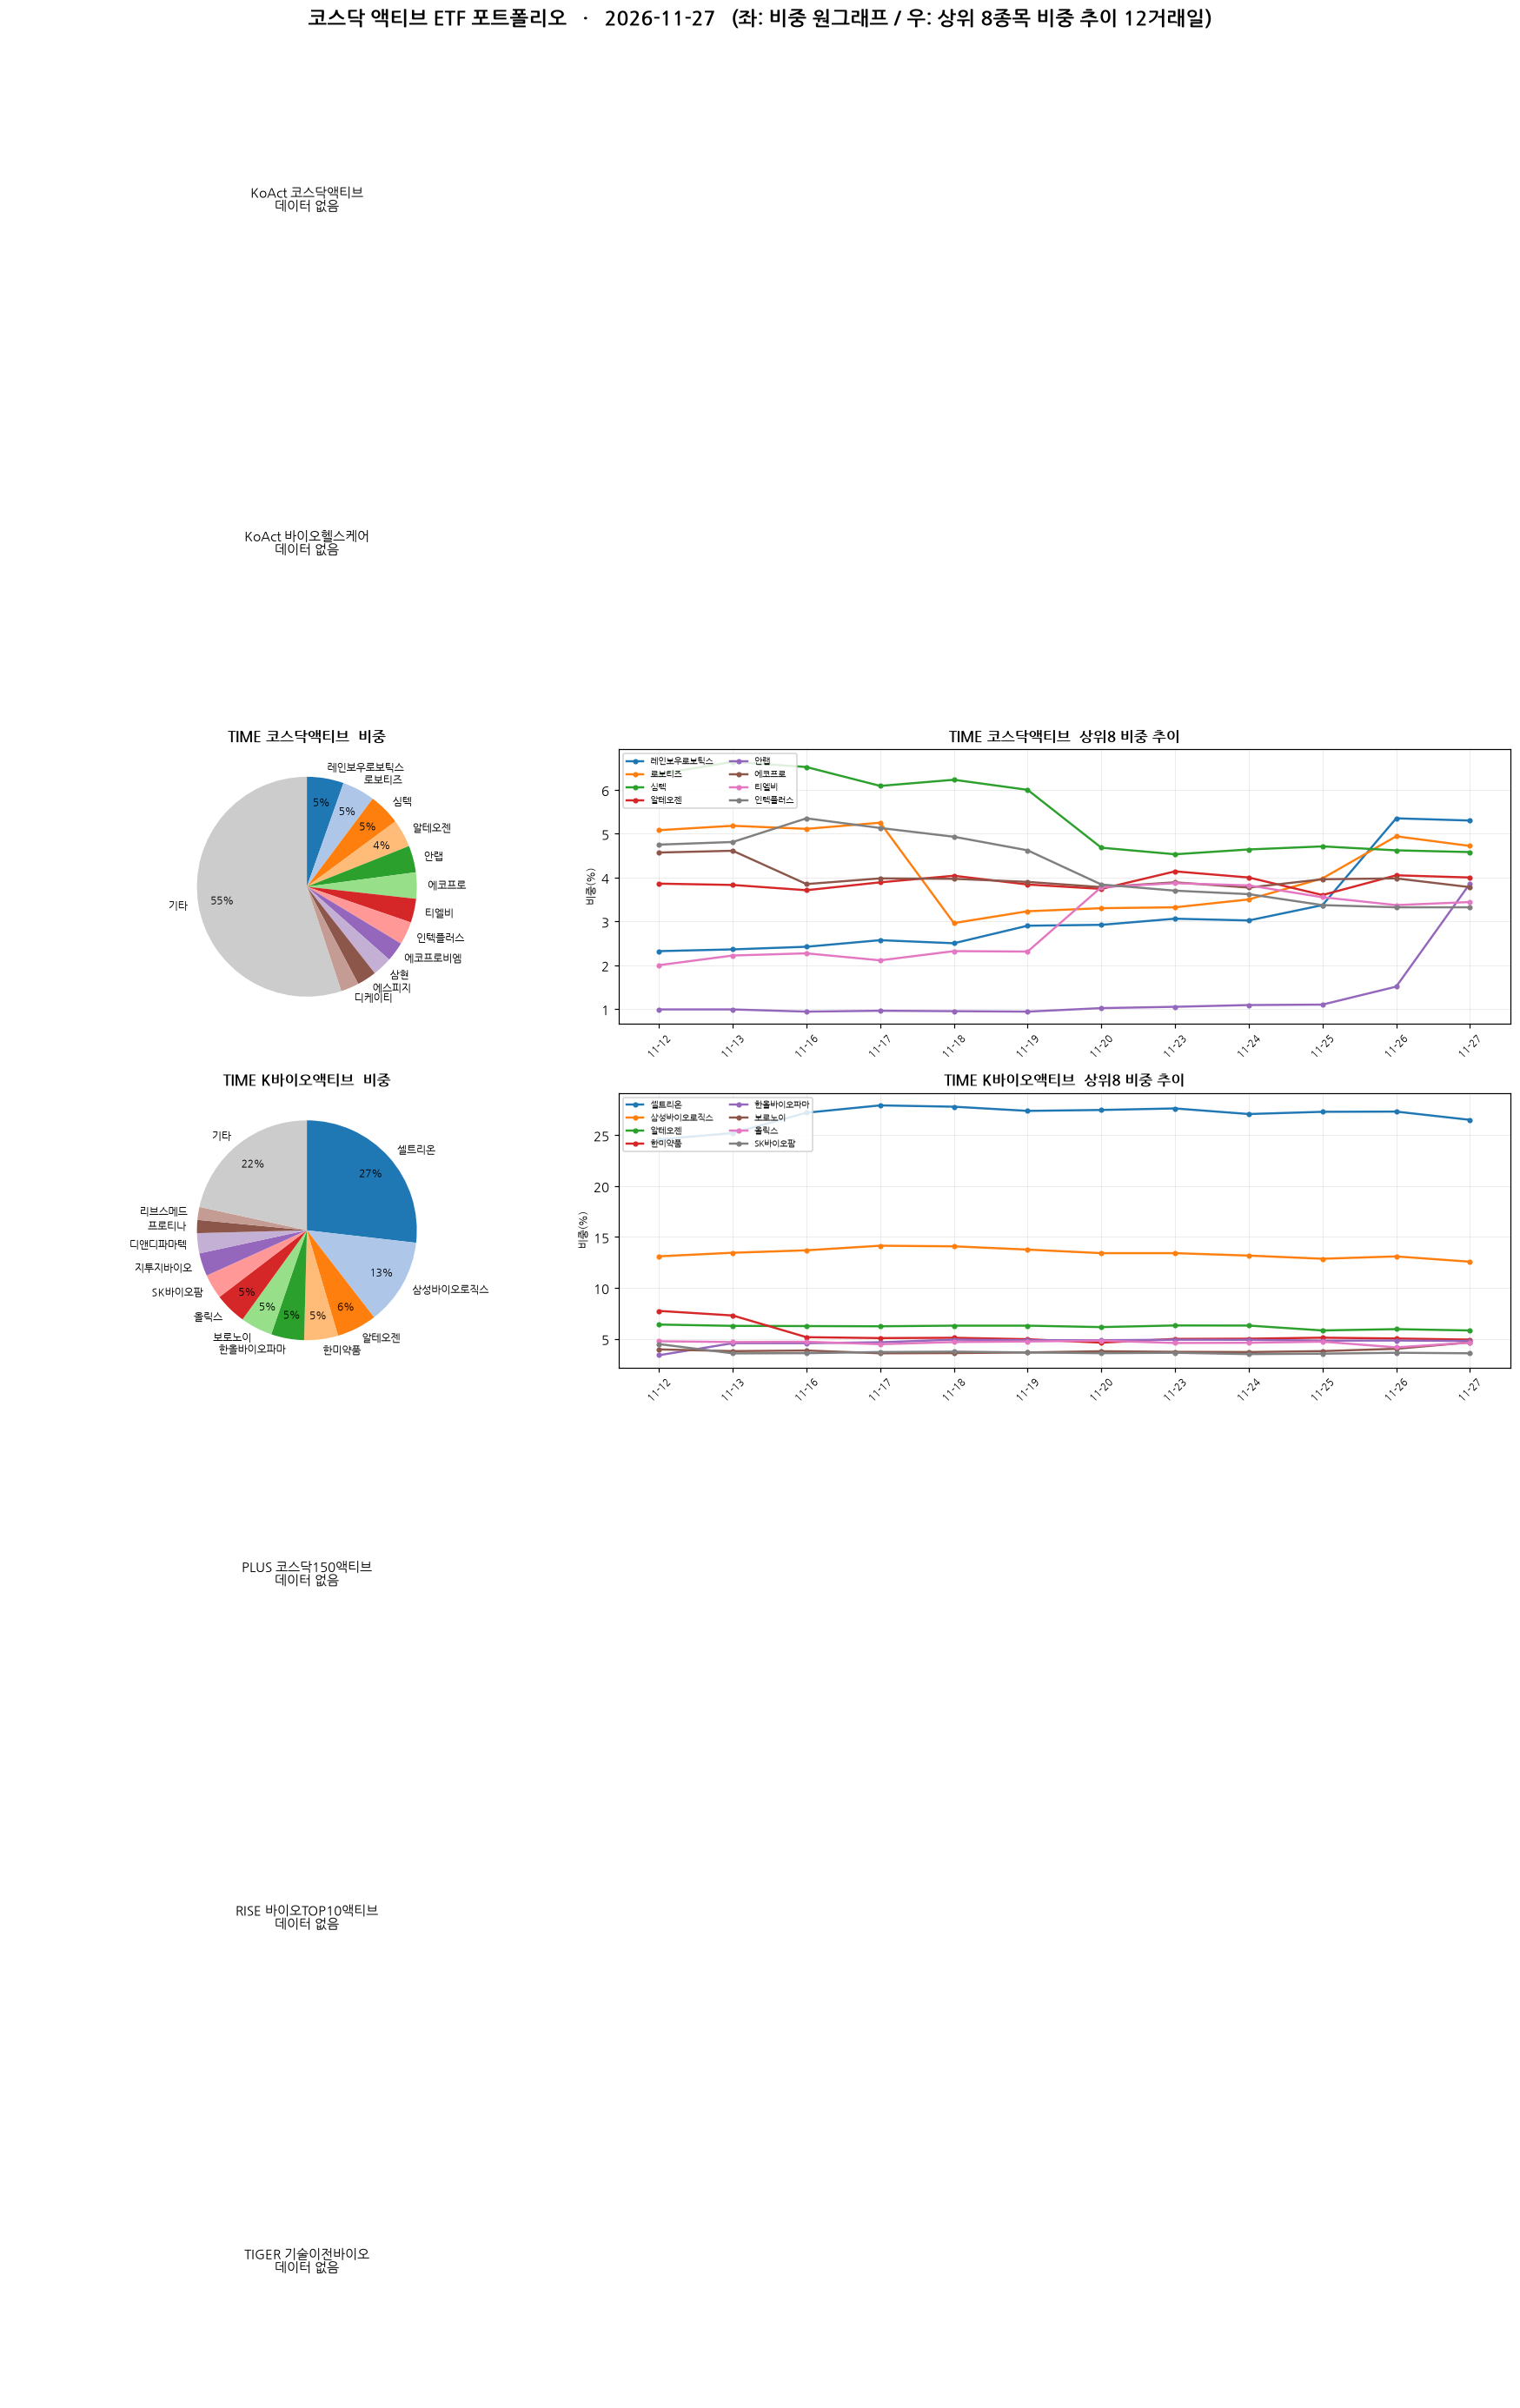 코스닥 액티브 ETF 포트폴리오 · 2026-11-27 (좌: 비중 원그래프 / 우: 상위 8종목 비중 추이 12거래일)
KoAct 코스닥액티브
데이터 없음
KoAct 바이오헬스케어
데이터 없음
TIME 코스닥액티브 비중
레인보우로보틱스
로보티즈
심텍
알테오젠
안랩
에코프로
티엘비
인텍플러스
에코프로비엠
삼현
에스피지
디케이티
기타
5%
5%
5%
4%
55%
TIME 코스닥액티브 상위8 비중 추이
레인보우로보틱스
로보티즈
심텍
알테오젠
안랩
에코프로
티엘비
인텍플러스
비중(%)
6
5
4
3
2
1
11-12
11-13
11-16
11-17
11-18
11-19
11-20
11-23
11-24
11-25
11-26
11-27
TIME K바이오액티브 비중
셀트리온
삼성바이오로직스
알테오젠
한미약품
한올바이오파마
보로노이
올릭스
SK바이오팜
지투지바이오
디앤디파마텍
프로티나
리브스메드
기타
27%
13%
6%
5%
5%
5%
5%
22%
TIME K바이오액티브 상위8 비중 추이
셀트리온
삼성바이오로직스
알테오젠
한미약품
한올바이오파마
보로노이
올릭스
SK바이오팜
비중(%)
25
20
15
10
5
11-12
11-13
11-16
11-17
11-18
11-19
11-20
11-23
11-24
11-25
11-26
11-27
PLUS 코스닥150액티브
데이터 없음
RISE 바이오TOP10액티브
데이터 없음
TIGER 기술이전바이오
데이터 없음